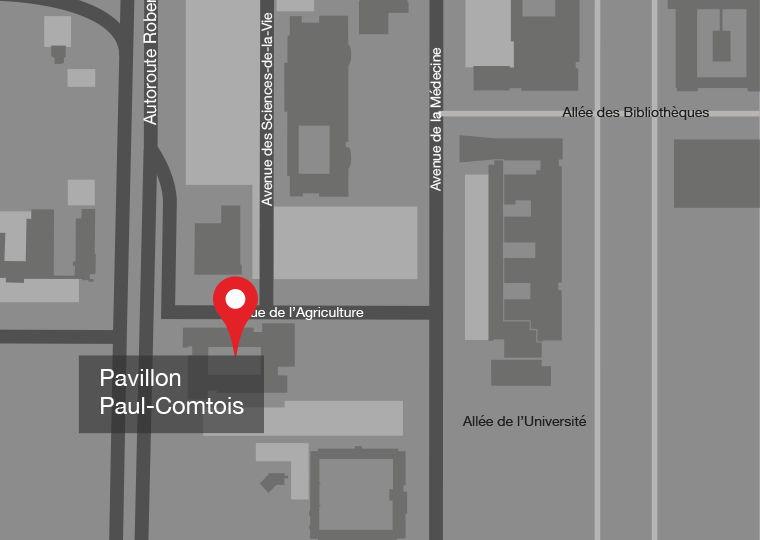 Autoroute Rober
Avenue des Sciences-de-la-Vie
Avenue de la Médecine
Allée des Bibliothèques
ue de l'Agriculture
Pavillon
Paul-Comtois
Allée de l'Université